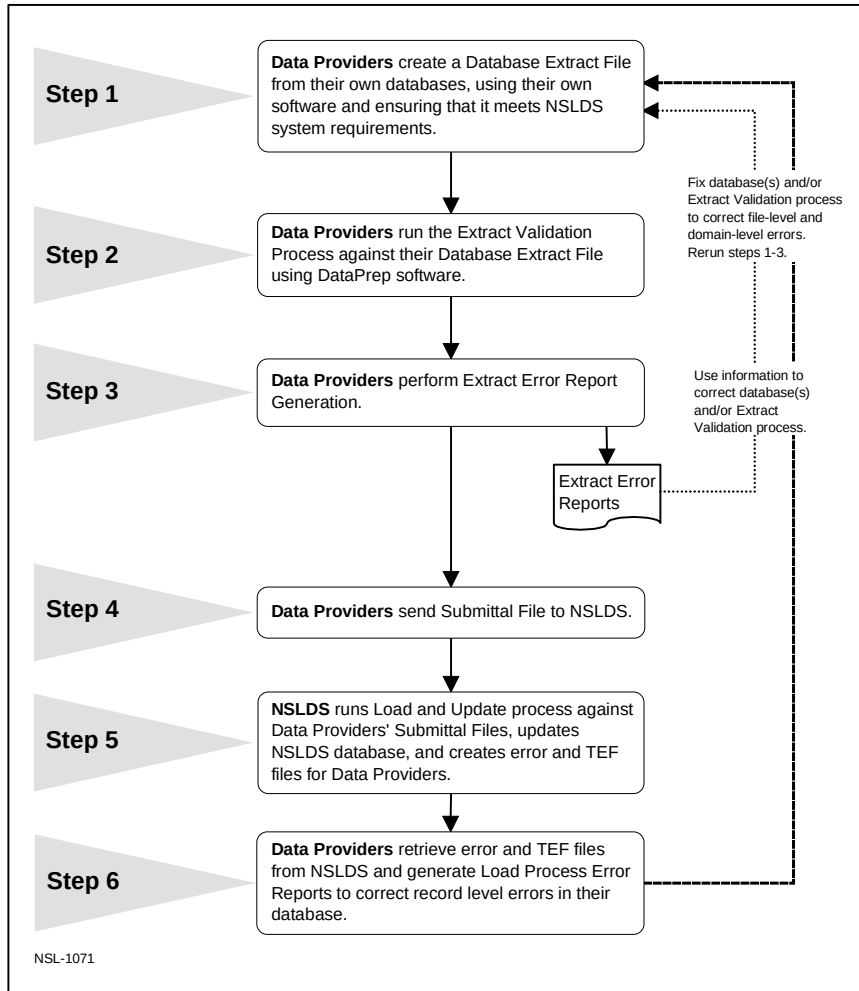 Step 1
Data Providers create a Database Extract File
from their own databases, using their own
software and ensuring that it meets NSLDS
system requirements.
Fix database(s) and/or
Extract Validation process
to correct file-level and
domain-level errors.
Rerun steps 1-3.
Step 2
Data Providers run the Extract Validation
Process against their Database Extract File
using DataPrep software.
Step 3
Data Providers perform Extract Error Report
Generation.
Use information to
correct database(s)
and/or Extract
Validation process.
Extract Error
Reports
Step 4
Data Providers send Submittal File to NSLDS.
Step 5
NSLDS runs Load and Update process against
Data Providers' Submittal Files, updates
NSLDS database, and creates error and TEF
files for Data Providers.
Step 6
Data Providers retrieve error and TEF files
from NSLDS and generate Load Process Error
Reports to correct record level errors in their
database.
NSL-1071